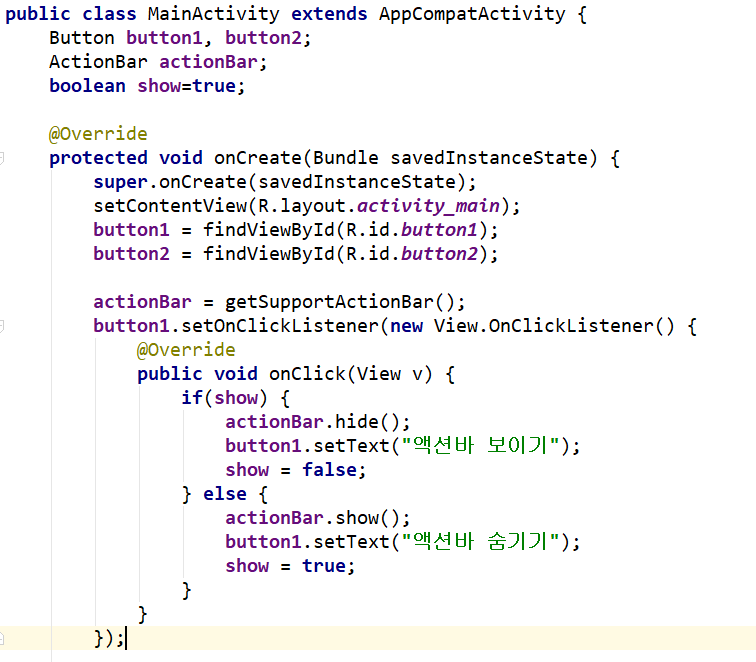 public class MainActivity extends AppCompatActivity {
    Button button1, button2;
    ActionBar actionBar;
    boolean show=true;

    @Override
    protected void onCreate(Bundle savedInstanceState) {
        super.onCreate(savedInstanceState);
        setContentView(R.layout.activity_main);
        button1 = findViewById(R.id.button1);
        button2 = findViewById(R.id.button2);

        actionBar = getSupportActionBar();
        button1.setOnClickListener(new View.OnClickListener() {
            @Override
            public void onClick(View v) {
                if(show) {
                    actionBar.hide();
                    button1.setText("액션바 보이기");
                    show = false;
                } else {
                    actionBar.show();
                    button1.setText("액션바 숨기기");
                    show = true;
                }
            }
        });